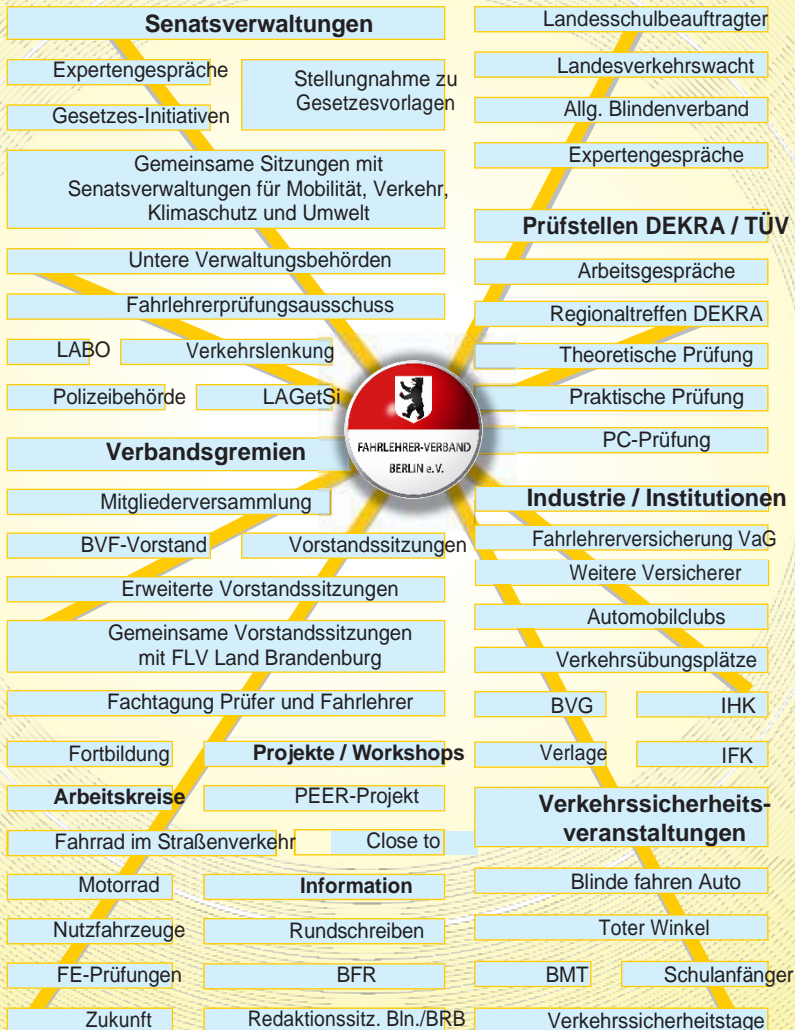 Senatsverwaltungen
Expertengespräche
Stellungnahme zu
Gesetzesvorlagen
Gesetzes-Initiativen
Gemeinsame Sitzungen mit
Senatsverwaltungen für Mobilität, Verkehr,
Klimaschutz und Umwelt
Untere Verwaltungsbehörden
Fahrlehrerprüfungsausschuss
LABO
Verkehrslenkung
Polizeibehörde
LAGetSi
Verbandsgremien
Mitgliederversammlung
BVF-Vorstand
Vorstandssitzungen
Erweiterte Vorstandssitzungen
Gemeinsame Vorstandssitzungen
mit FLV Land Brandenburg
Fachtagung Prüfer und Fahrlehrer
Fortbildung
Projekte / Workshops
Arbeitskreise
PEER-Projekt
Fahrrad im Straßenverkehr
Close to
Motorrad
Information
Nutzfahrzeuge
Rundschreiben
FE-Prüfungen
BFR
Zukunft
Redaktionssitz. Bln./BRB
FAHRLEHRER-VERBAND
BERLIN e.V.
Landesschulbeauftragter
Landesverkehrswacht
Allg. Blindenverband
Expertengespräche
Prüfstellen DEKRA / TÜV
Arbeitsgespräche
Regionaltreffen DEKRA
Theoretische Prüfung
Praktische Prüfung
PC-Prüfung
Industrie / Institutionen
Fahrlehrerversicherung VaG
Weitere Versicherer
Automobilclubs
Verkehrsübungsplätze
BVG
IHK
Verlage
IFK
Verkehrssicherheits-
veranstaltungen
Blinde fahren Auto
Toter Winkel
BMT
Schulanfänger
Verkehrssicherheitstage